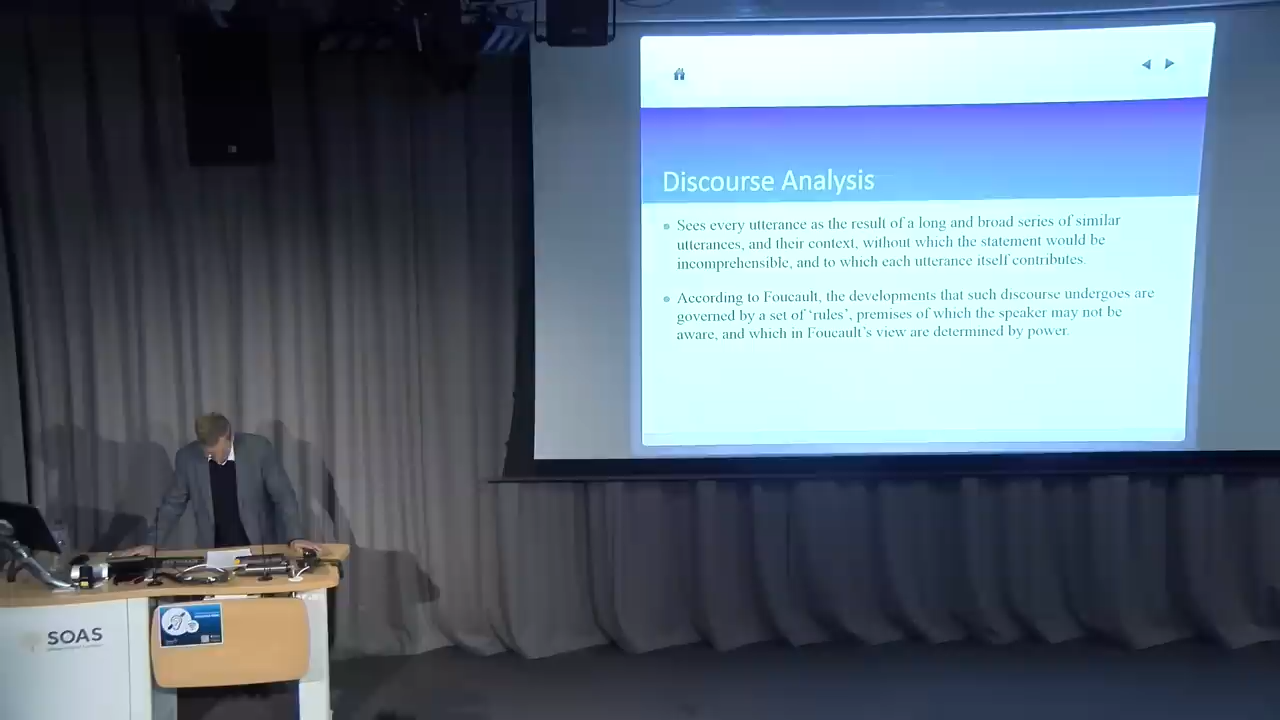 Discourse Analysis
Sees every utterance as the result of a long and broad series of similar
utterances, and their context, without which the statement would be
incomprehensible, and to which each utterance itself contributes.
According to Foucault, the developments that such discourse undergoes are
governed by a set of ‘rules’, premises of which the speaker may not be
aware, and which in Foucault’s view are determined by power.
SOAS